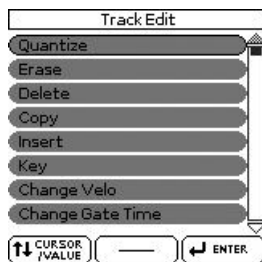 Track Edit
Quantize
Erase
Delete
Copy
Insert
Key
Change Velo
Change Gate Time
CURSOR
/VALUE
ENTER